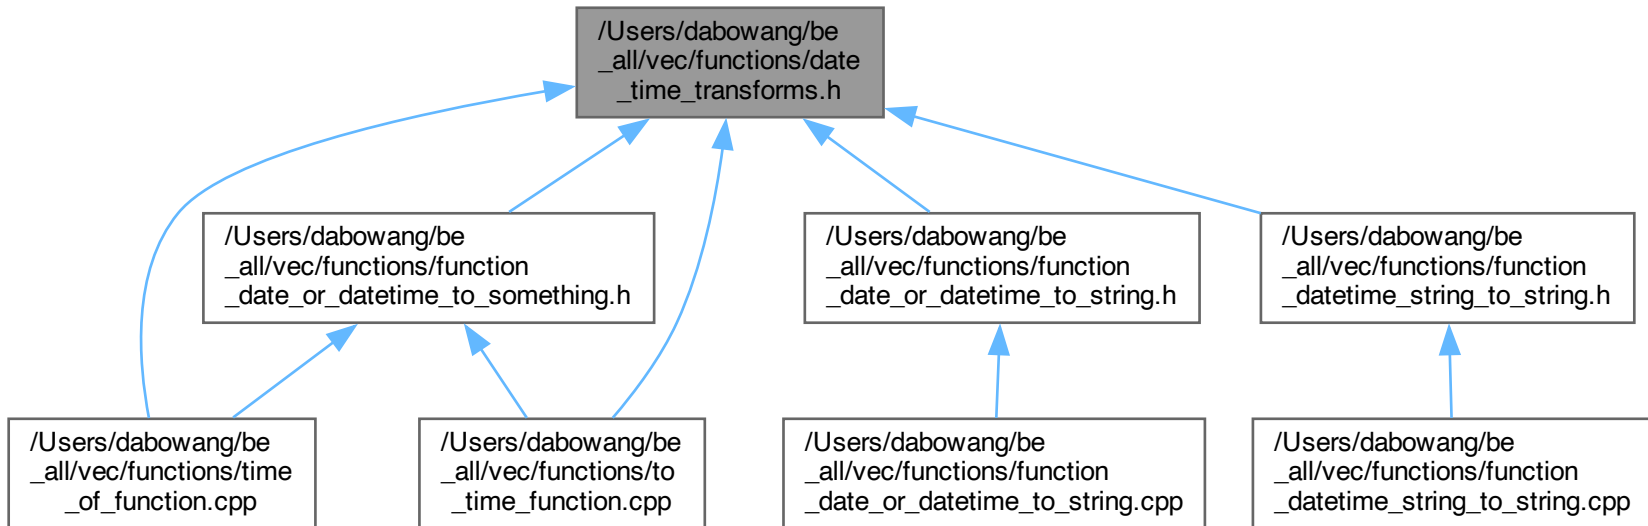 /Users/dabowang/be
_all/vec/functions/date
_time_transforms.h
/Users/dabowang/be
_all/vec/functions/function
_date_or_datetime_to_something.h
/Users/dabowang/be
_all/vec/functions/function
_date_or_datetime_to_string.h
/Users/dabowang/be
_all/vec/functions/function
_datetime_string_to_string.h
/Users/dabowang/be
_all/vec/functions/time
_of_function.cpp
/Users/dabowang/be
_all/vec/functions/to
_time_function.cpp
/Users/dabowang/be
_all/vec/functions/function
_date_or_datetime_to_string.cpp
/Users/dabowang/be
_all/vec/functions/function
_datetime_string_to_string.cpp